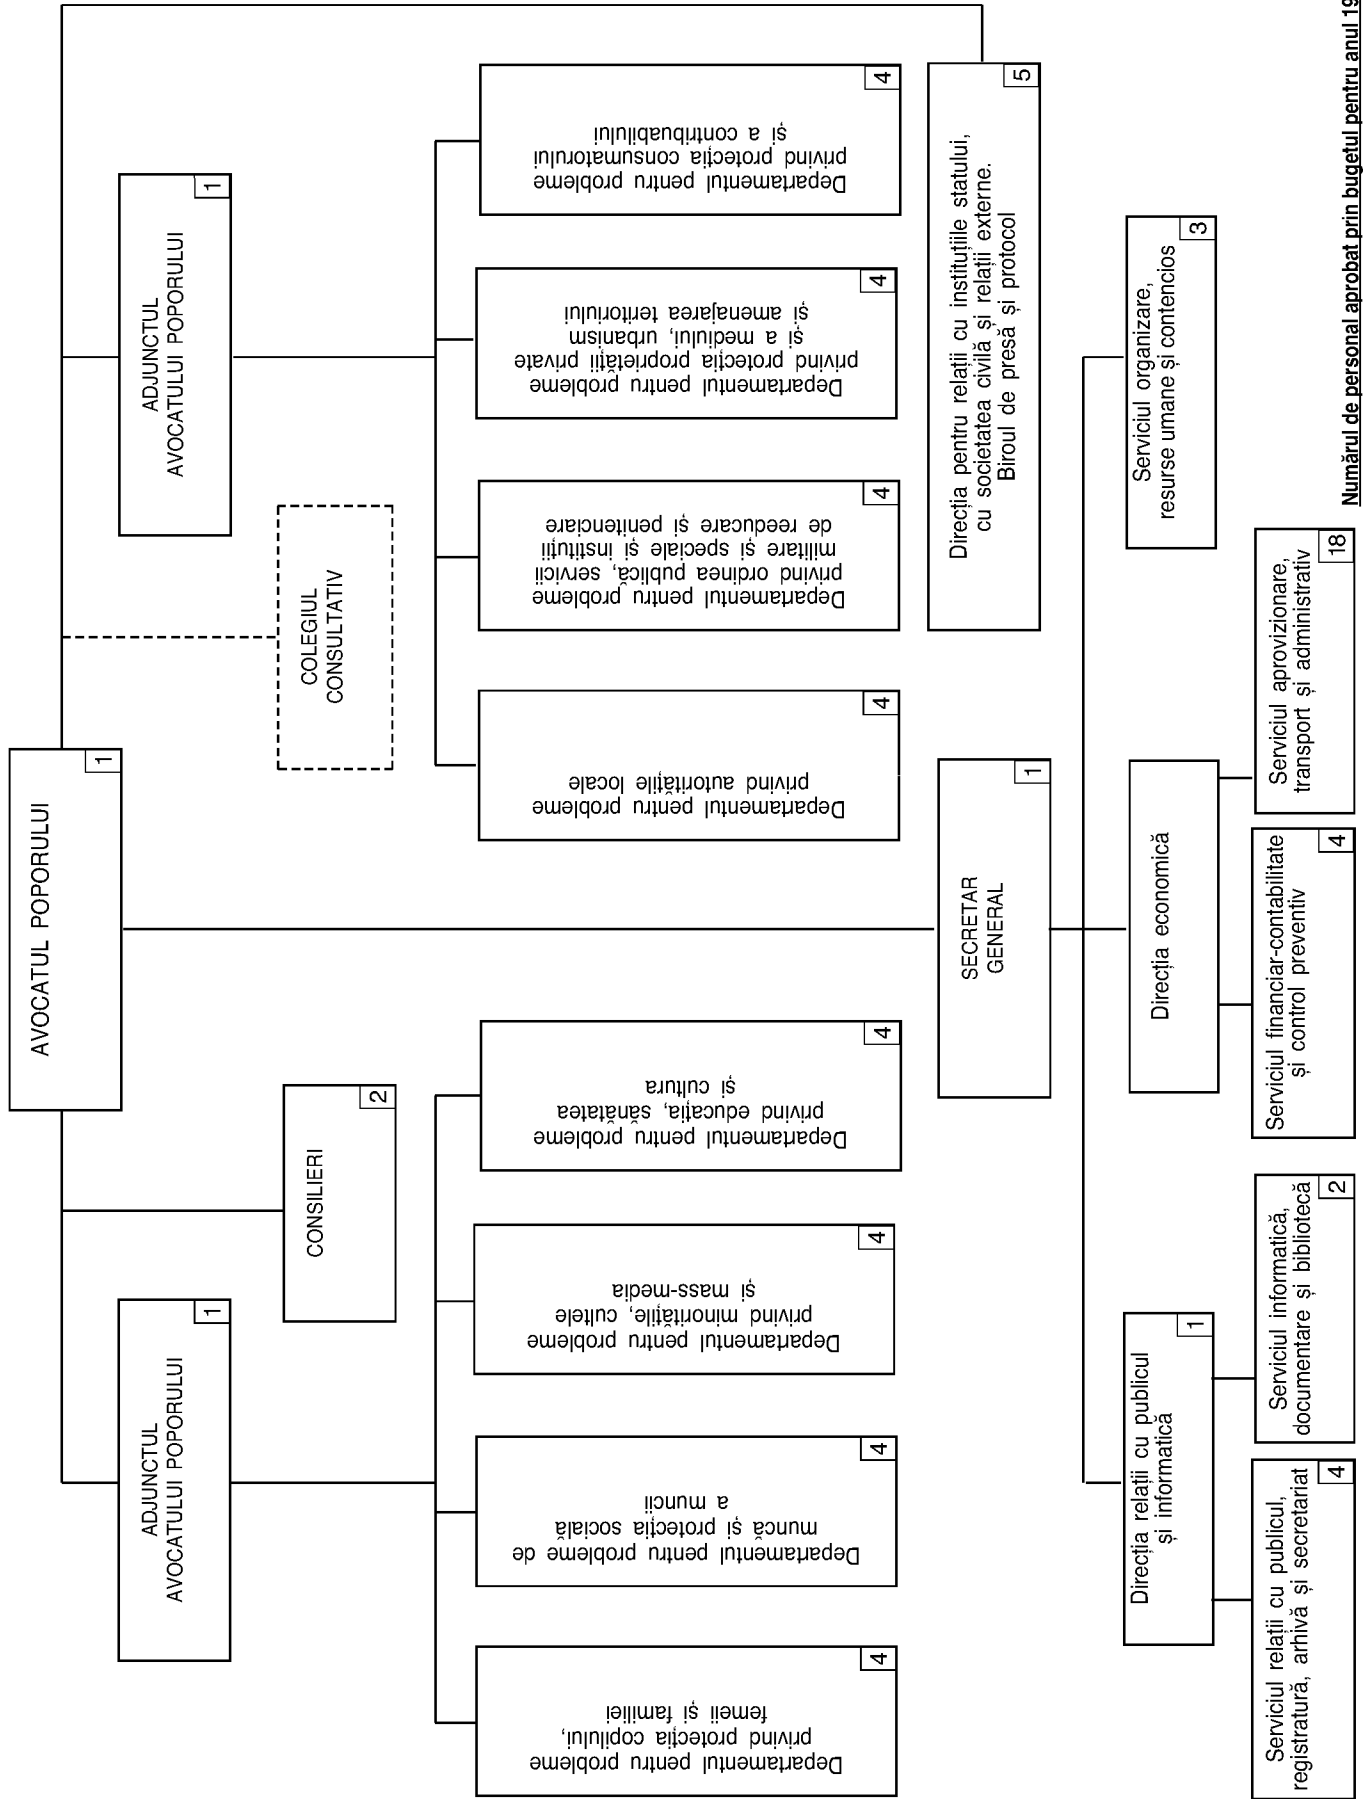 AVOCATUL POPORULUI
1
ADJUNCTUL
AVOCATULUI POPORULUI
1
CONSILIERI
2
COLEGIUL
CONSULTATIV
ADJUNCTUL
AVOCATULUI POPORULUI
1
Departamentul pentru probleme
privind protecția copilului,
femeii și familiei
4
Departamentul pentru probleme de
muncă și protecția socială
a muncii
4
Departamentul pentru probleme
privind minoritățile, cultele
și mass-media
4
Departamentul pentru probleme
privind educația, sănătatea
și cultura
4
Departamentul pentru probleme
privind autoritățile locale
4
Departamentul pentru probleme
privind ordinea publică, servicii
militare și speciale și instituții
de reeducare și penitenciare
4
Departamentul pentru probleme
privind protecția proprietății private
și a mediului, urbanism
și amenajarea teritoriului
4
Departamentul pentru probleme
privind protecția consumatorului
și a contribuabilului
4
SECRETAR
GENERAL
1
Direcția pentru relații cu instituțiile statului,
cu societatea civilă și relații externe.
Biroul de presă și protocol
5
Direcția relații cu publicul
și informatică
1
Direcția economică
Serviciul organizare,
resurse umane și contencios
3
Serviciul relații cu publicul,
registratură, arhivă și secretariat
4
Serviciul informatică,
documentare și bibliotecă
2
Serviciul financiar-contabilitate
și control preventiv
4
Serviciul aprovizionare,
transport și administrativ
18
Numărul de personal aprobat prin bugetul pentru anul 19